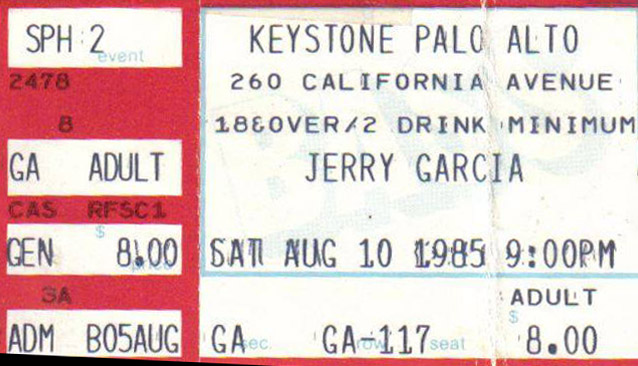 SPH 2
event
2478
8
GA ADULT
CAS RFSC1
$
GEN 8.00
price
SA
ADM B05AUG
KEYSTONE PALO ALTO
260 CALIFORNIA AVENUE
18&OVER/2 DRINK MINIMUM
JERRY GARCIA
SAT AUG 10 1985 9:00PM
ADULT
$
GA sec. GA-117 row seat 8.00